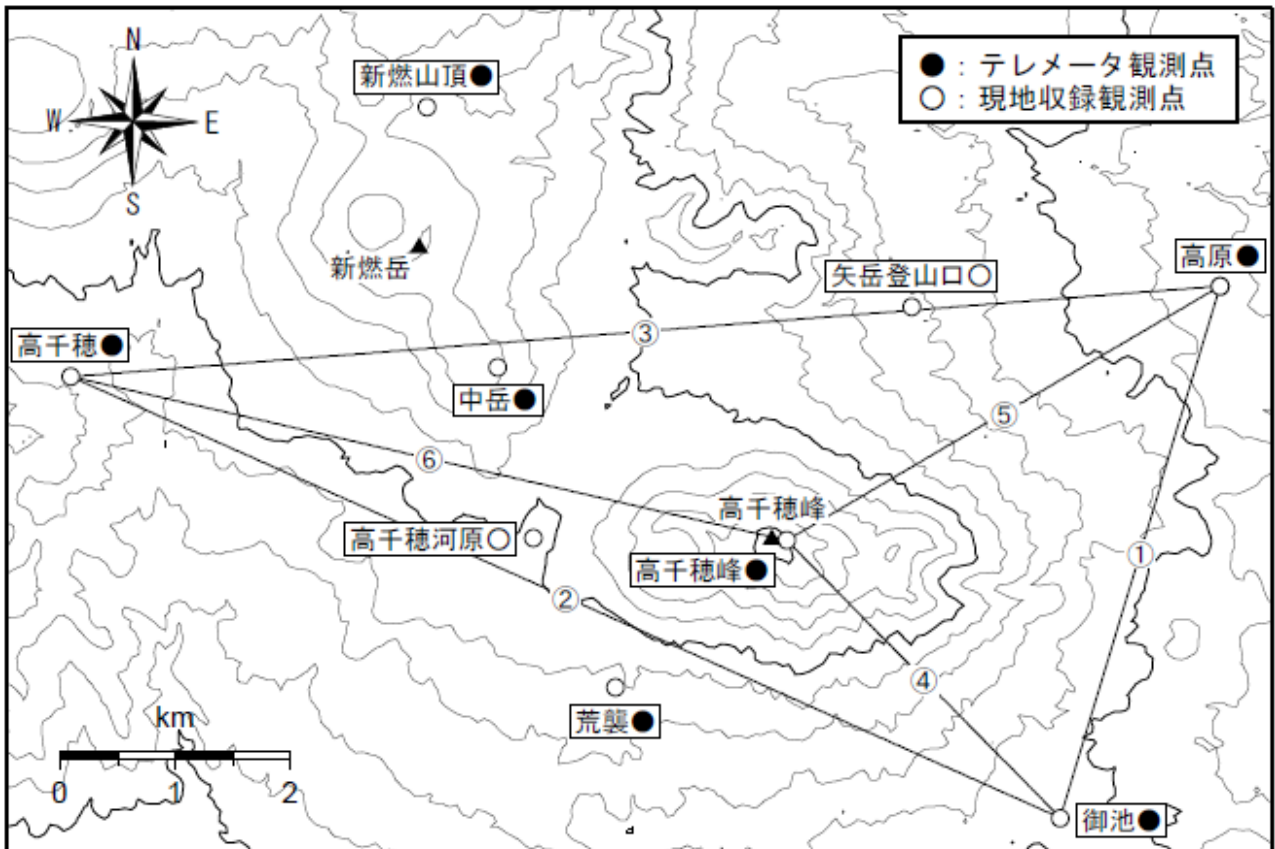 N
W
E
S
新燃山頂●
●：テレメータ観測点
○：現地収録観測点
新燃岳
矢岳登山口○
高原●
高千穂●
③
中岳●
⑤
⑥
高千穂峰
高千穂河原○
高千穂峰●
①
②
④
荒襲●
km
0 1 2
御池●